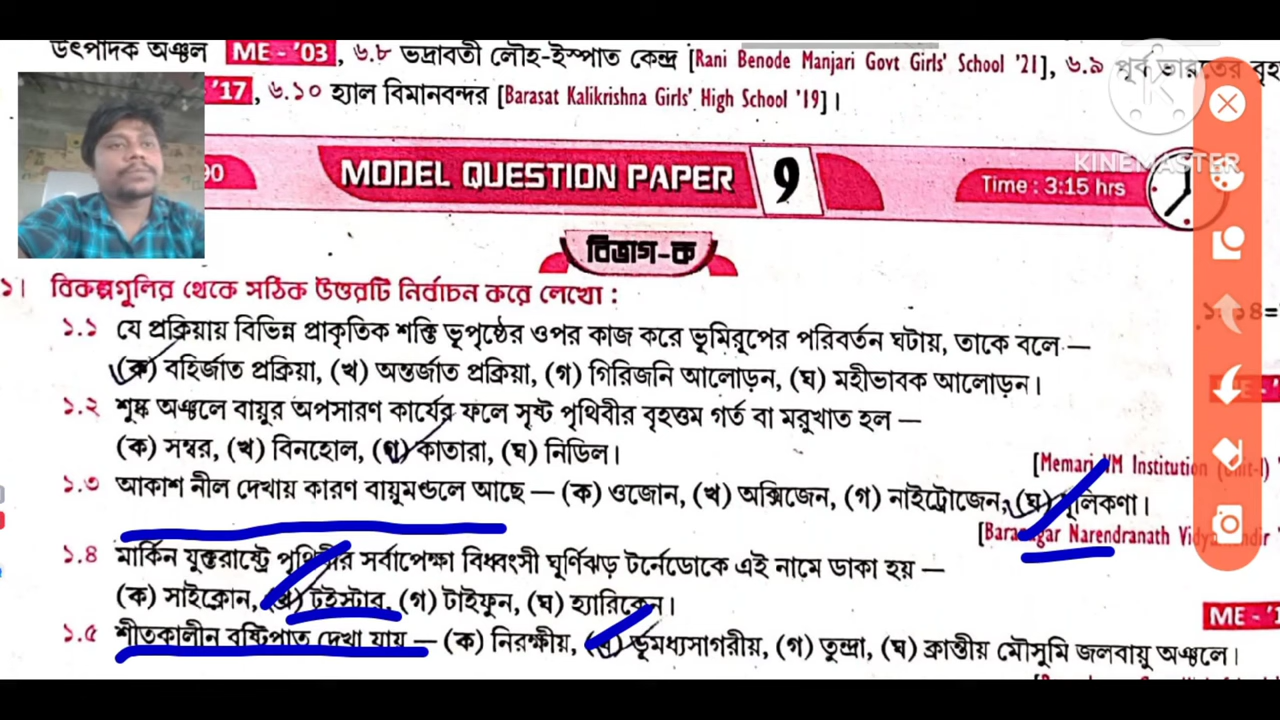 উৎপাদক অঞ্চল ME - '03, ৬.৮ ভদ্রাবতী লৌহ-ইস্পাত কেন্দ্র [Rani Benode Manjari Govt Girls' School '21], ৬.৯ পূর্ব ভারতের বৃহ
'17, ৬.১০ হ্যাল বিমানবন্দর [Barasat Kalikrishna Girls' High School '19]।
KINEMASTER
90 MODEL QUESTION PAPER 9 Time : 3:15 hrs
বিভাগ-ক
১। বিকল্পগুলির থেকে সঠিক উত্তরটি নির্বাচন করে লেখো :
১.১ যে প্রক্রিয়ায় বিভিন্ন প্রাকৃতিক শক্তি ভূপৃষ্ঠের ওপর কাজ করে ভূমিরূপের পরিবর্তন ঘটায়, তাকে বলে —
(ক) বহির্জাত প্রক্রিয়া, (খ) অন্তর্জাত প্রক্রিয়া, (গ) গিরিজনি আলোড়ন, (ঘ) মহীভাবক আলোড়ন।
১.২ শুষ্ক অঞ্চলে বায়ুর অপসারণ কার্যের ফলে সৃষ্ট পৃথিবীর বৃহত্তম গর্ত বা মরুখাত হল —
(ক) সম্বর, (খ) বিনহোল, (গ) কাতারা, (ঘ) নিডিল।
[Memari VM Institution (Unit-I)
১.৩ আকাশ নীল দেখায় কারণ বায়ুমণ্ডলে আছে — (ক) ওজোন, (খ) অক্সিজেন, (গ) নাইট্রোজেন, (ঘ) ধূলিকণা।
[Baranagar Narendranath
১.৪ মার্কিন যুক্তরাষ্ট্রে পৃথিবীর সর্বাপেক্ষা বিধ্বংসী ঘূর্ণিঝড় টর্নেডোকে এই নামে ডাকা হয় —
(ক) সাইক্লোন, (খ) টুইস্টার, (গ) টাইফুন, (ঘ) হ্যারিকেন।
ME - '1
১.৫ শীতকালীন বৃষ্টিপাত দেখা যায় — (ক) নিরক্ষীয়, (খ) ভূমধ্যসাগরীয়, (গ) তুন্দ্রা, (ঘ) ক্রান্তীয় মৌসুমি জলবায়ু অঞ্চলে।